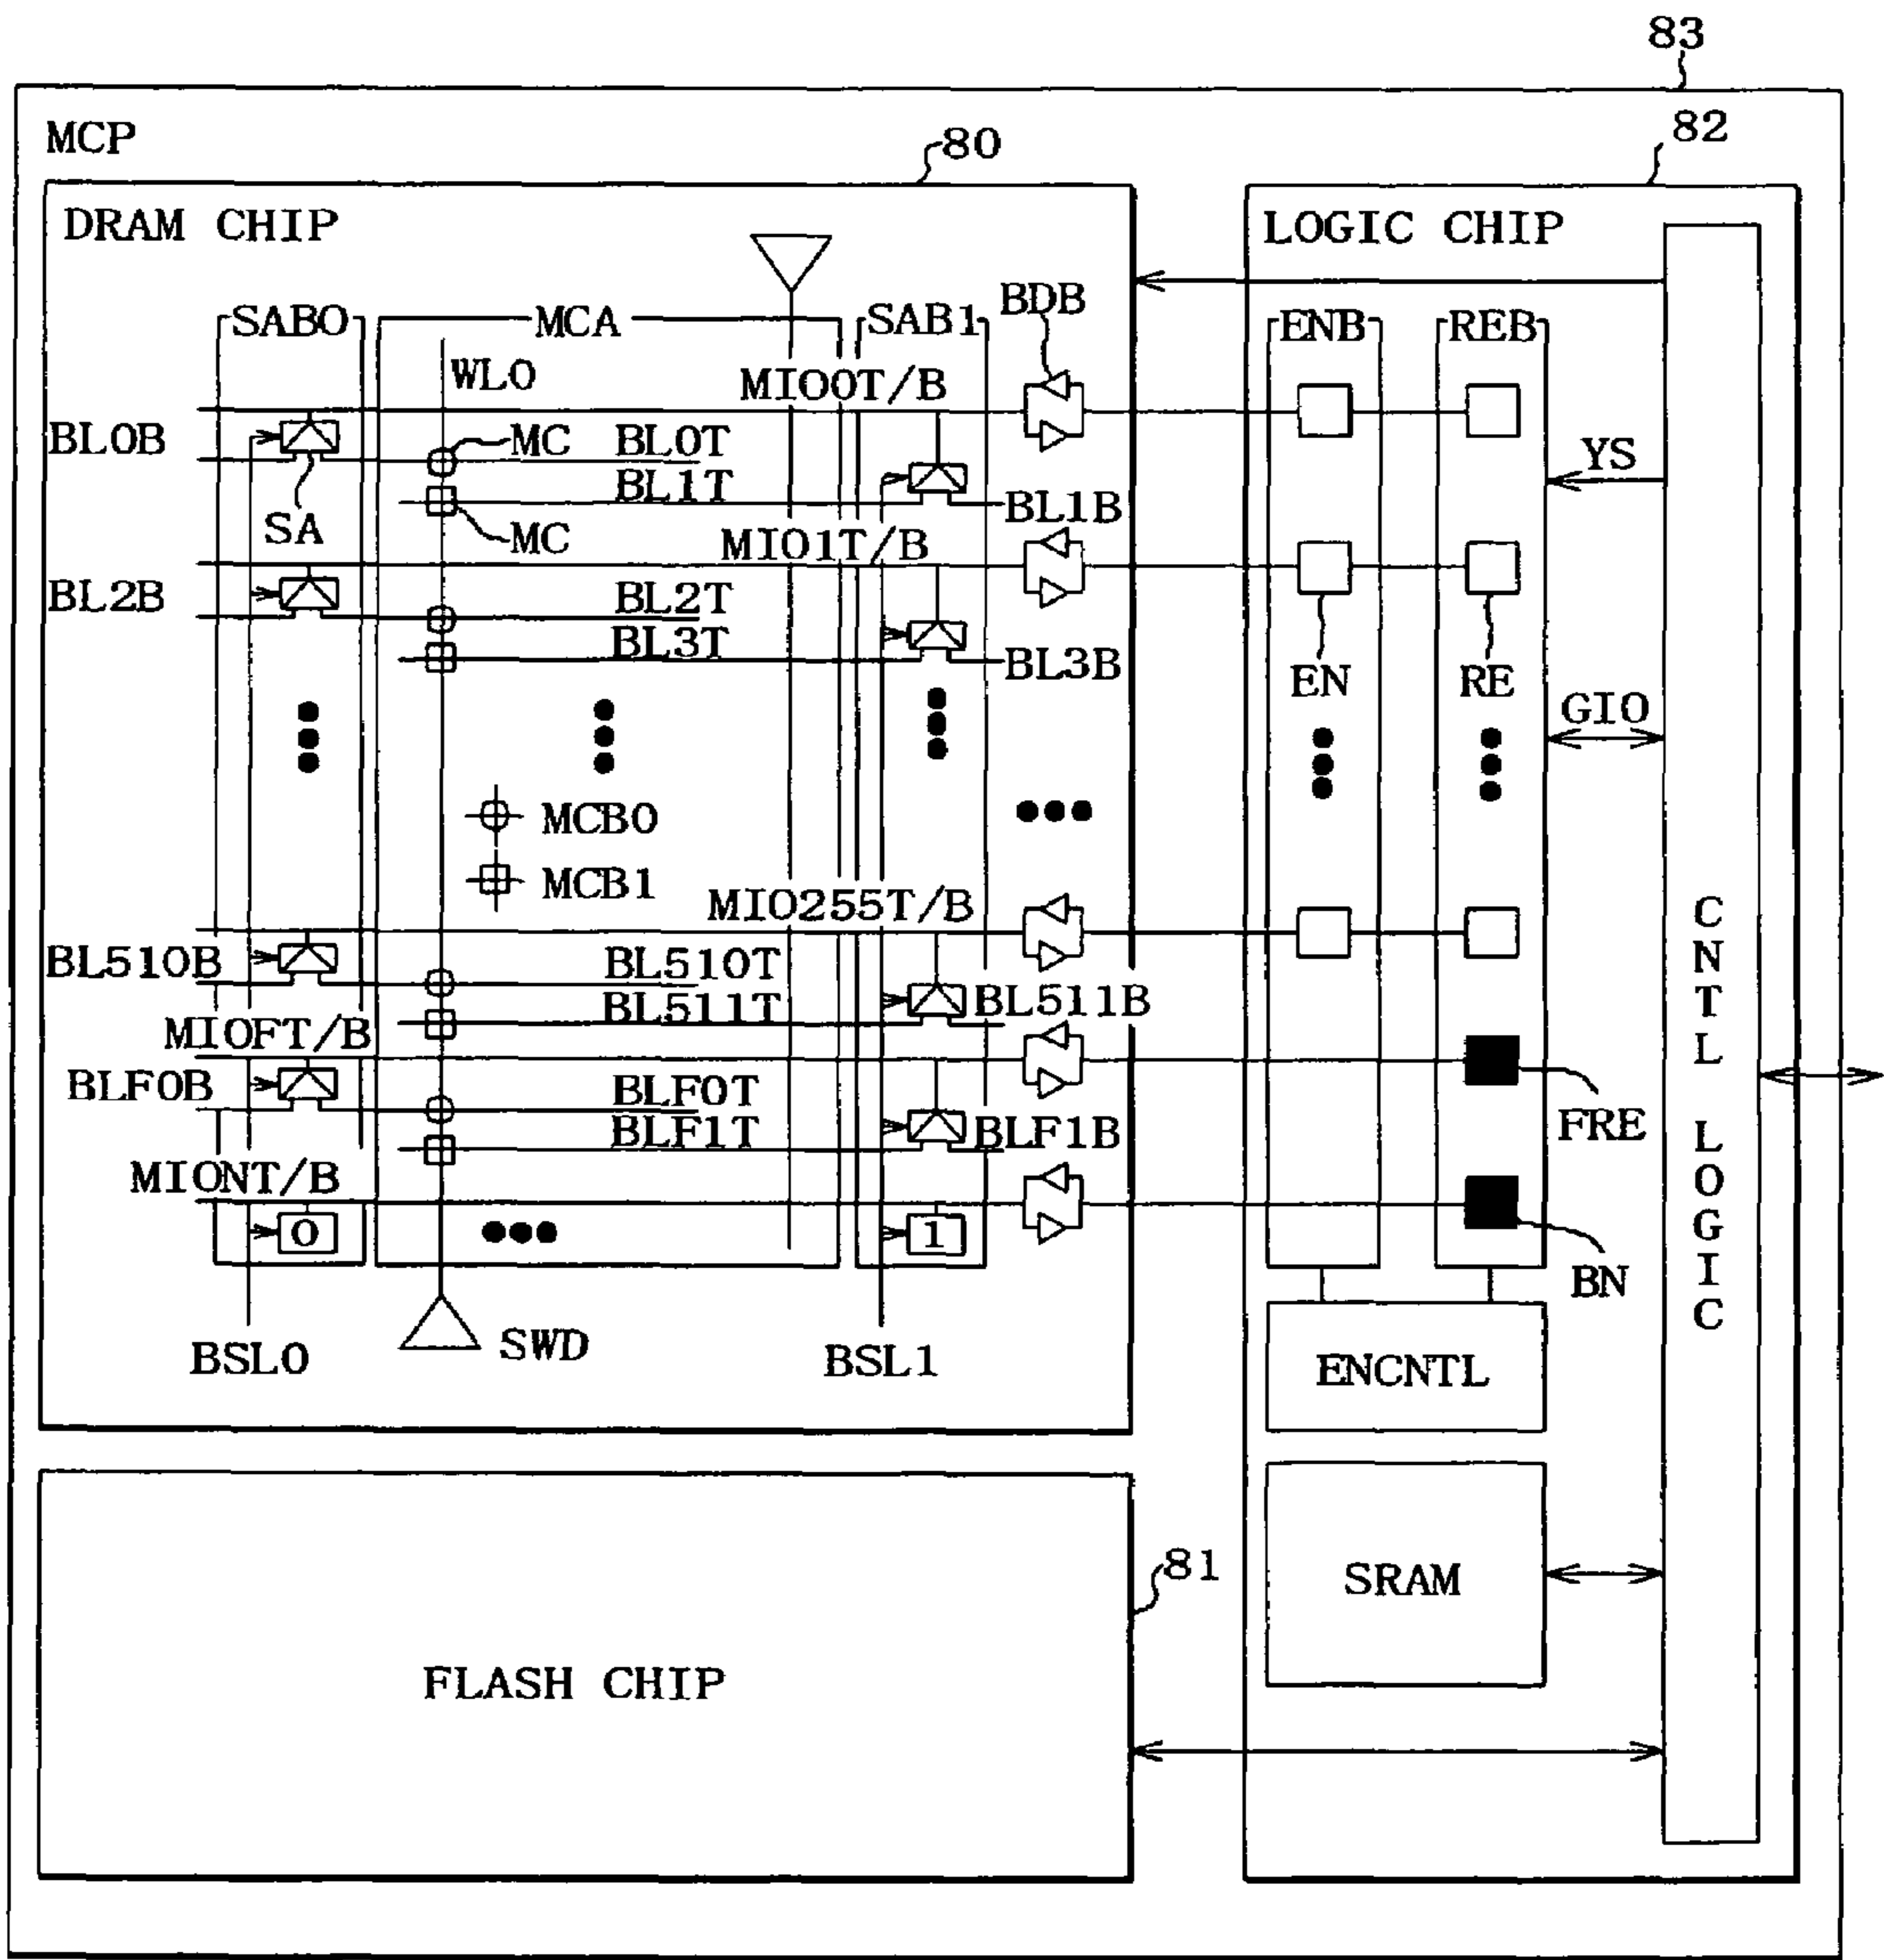 83
MCP
82
80
DRAM CHIP
LOGIC CHIP
SAB0
MCA
SAB1
BDB
ENB
REB
WL0
MIO0T/B
BL0B
MC
BL0T
YS
BL1T
SA
BL1B
MC
MIO1T/B
BL2B
BL2T
BL3T
BL3B
EN
RE
GIO
MCB0
MCB1
MIO255T/B
CNTL LOGIC
BL510B
BL510T
BL511T
BL511B
MIOFT/B
BLF0B
BLF0T
BLF1T
BLF1B
FRE
MIONT/B
0
1
BN
BSL0
SWD
BSL1
ENCNTL
81
SRAM
FLASH CHIP